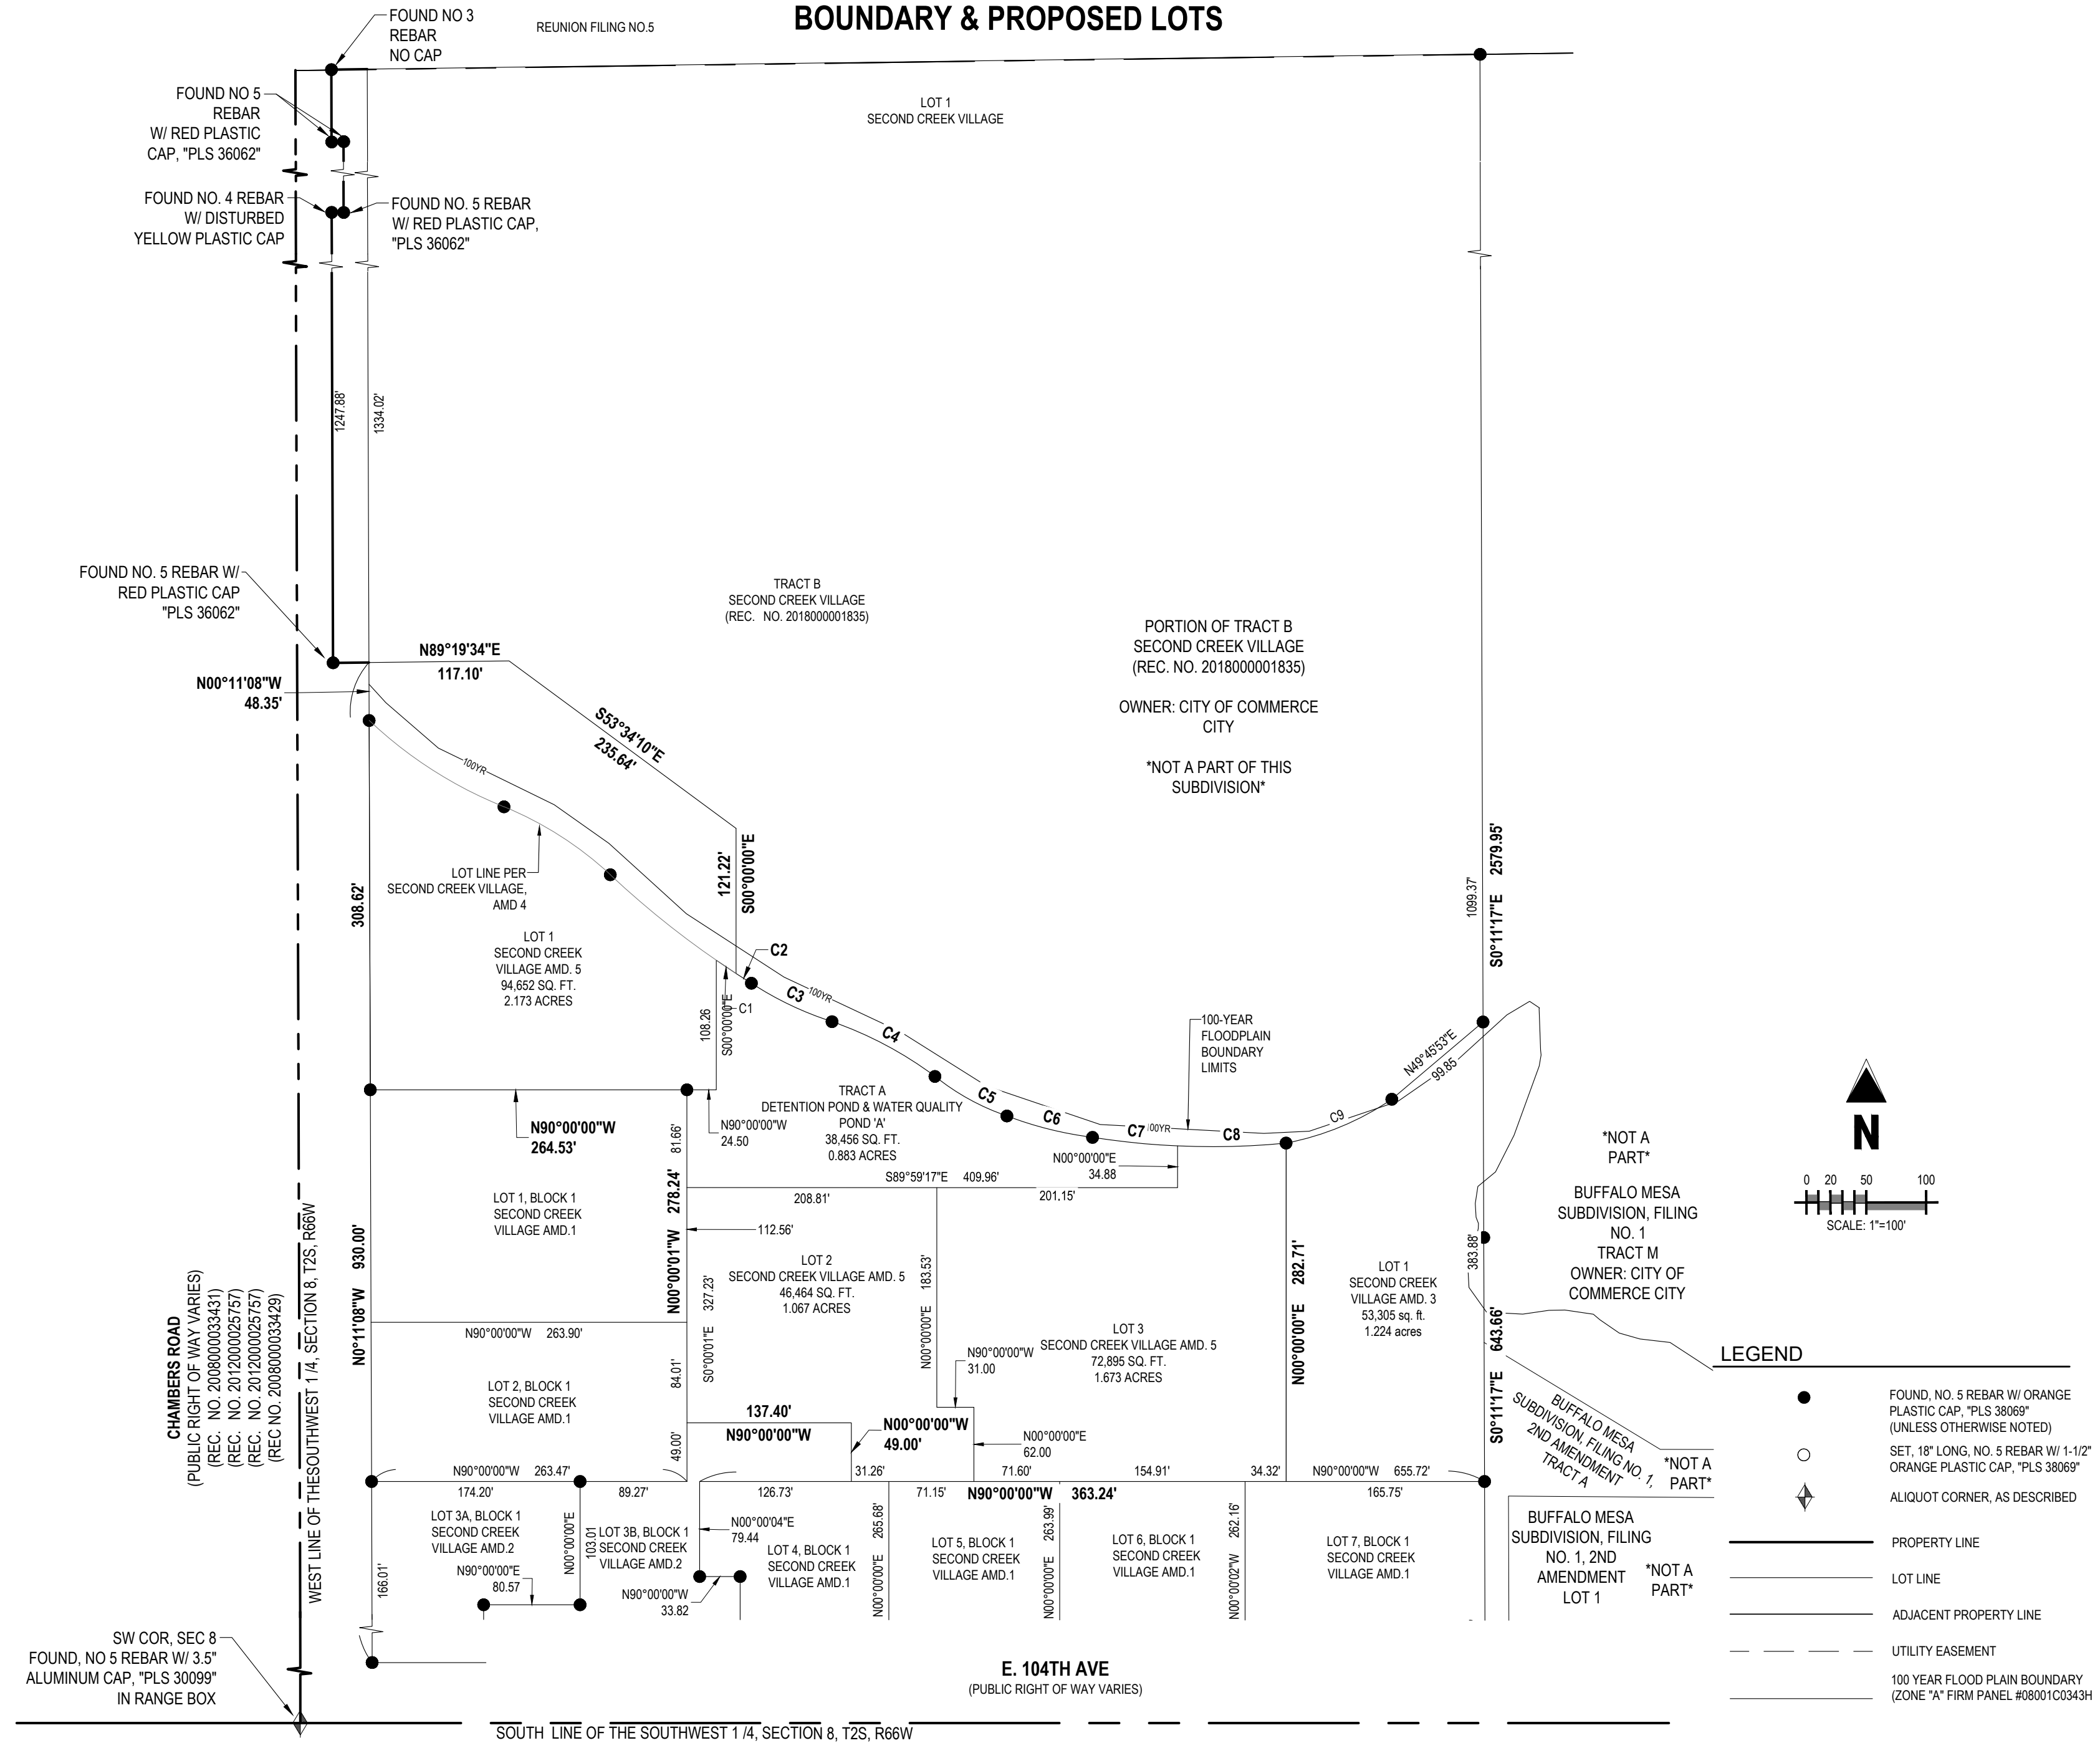 BOUNDARY & PROPOSED LOTS
REUNION FILING NO.5
FOUND NO 3
REBAR
NO CAP
FOUND NO 5
REBAR
W/ RED PLASTIC
CAP, "PLS 36062"
FOUND NO. 4 REBAR
W/ DISTURBED
YELLOW PLASTIC CAP
FOUND NO. 5 REBAR
W/ RED PLASTIC CAP,
"PLS 36062"
LOT 1
SECOND CREEK VILLAGE
1247.88'
1334.02'
FOUND NO. 5 REBAR W/
RED PLASTIC CAP
"PLS 36062"
TRACT B
SECOND CREEK VILLAGE
(REC. NO. 2018000001835)
PORTION OF TRACT B
SECOND CREEK VILLAGE
(REC. NO. 2018000001835)
OWNER: CITY OF COMMERCE
CITY
*NOT A PART OF THIS
SUBDIVISION*
N89°19'34"E
117.10'
N00°11'08"W
48.35'
S53°34'10"E
235.64'
100YR
121.22'
S00°00'00"E
LOT LINE PER
SECOND CREEK VILLAGE,
AMD 4
308.62'
LOT 1
SECOND CREEK
VILLAGE AMD. 5
94,652 SQ. FT.
2.173 ACRES
1099.37'
S0°11'17"E 2579.95'
C2
C3
100YR
C1
108.26
S00°00'00"E
C4
C5
C6
C7
00YR
C8
C9
100-YEAR
FLOODPLAIN
BOUNDARY
LIMITS
N49°45'53"E
99.85
N90°00'00"W
264.53'
N90°00'00"W
24.50
TRACT A
DETENTION POND & WATER QUALITY
POND 'A'
38,456 SQ. FT.
0.883 ACRES
N00°00'00"E
34.88
81.66'
S89°59'17"E 409.96'
208.81'
201.15'
N00°00'01"W 278.24'
112.56'
LOT 1, BLOCK 1
SECOND CREEK
VILLAGE AMD.1
LOT 2
SECOND CREEK VILLAGE AMD. 5
46,464 SQ. FT.
1.067 ACRES
S0°00'01"E 327.23'
N00°00'00"E 183.53'
N90°00'00"W
31.00
LOT 3
SECOND CREEK VILLAGE AMD. 5
72,895 SQ. FT.
1.673 ACRES
N00°00'00"E 282.71'
LOT 1
SECOND CREEK
VILLAGE AMD. 3
53,305 sq. ft.
1.224 acres
383.88'
S0°11'17"E 643.66'
*NOT A
PART*
BUFFALO MESA
SUBDIVISION, FILING
NO. 1
TRACT M
OWNER: CITY OF
COMMERCE CITY
N
0 20 50 100
SCALE: 1"=100'
CHAMBERS ROAD
(PUBLIC RIGHT OF WAY VARIES)
(REC. NO. 2008000033431)
(REC. NO. 2012000025757)
(REC. NO. 2012000025757)
(REC NO. 2008000033429)
WEST LINE OF THESOUTHWEST 1 /4, SECTION 8, T2S, R66W
N0°11'08"W 930.00'
N90°00'00"W 263.90'
LOT 2, BLOCK 1
SECOND CREEK
VILLAGE AMD.1
84.01'
137.40'
N90°00'00"W
N00°00'00"W
49.00'
49.00'
N00°00'00"E
62.00
N90°00'00"W 263.47'
174.20'
89.27'
31.26'
71.60'
154.91'
34.32'
N90°00'00"W 655.72'
126.73'
71.15'
N90°00'00"W 363.24'
165.75'
LOT 3A, BLOCK 1
SECOND CREEK
VILLAGE AMD.2
N90°00'00"E
80.57
N00°00'00"E
103.01
LOT 3B, BLOCK 1
SECOND CREEK
VILLAGE AMD.2
N90°00'00"W
33.82
N00°00'04"E
79.44
LOT 4, BLOCK 1
SECOND CREEK
VILLAGE AMD.1
N00°00'00"E 265.68'
LOT 5, BLOCK 1
SECOND CREEK
VILLAGE AMD.1
N00°00'00"E 263.99'
LOT 6, BLOCK 1
SECOND CREEK
VILLAGE AMD.1
N00°00'02"W 262.16'
LOT 7, BLOCK 1
SECOND CREEK
VILLAGE AMD.1
166.01'
BUFFALO MESA
SUBDIVISION, FILING NO. 1,
2ND AMENDMENT
TRACT A
*NOT A
PART*
BUFFALO MESA
SUBDIVISION, FILING
NO. 1, 2ND
AMENDMENT
LOT 1
*NOT A
PART*
LEGEND
FOUND, NO. 5 REBAR W/ ORANGE
PLASTIC CAP, "PLS 38069"
(UNLESS OTHERWISE NOTED)
SET, 18" LONG, NO. 5 REBAR W/ 1-1/2"
ORANGE PLASTIC CAP, "PLS 38069"
ALIQUOT CORNER, AS DESCRIBED
PROPERTY LINE
LOT LINE
ADJACENT PROPERTY LINE
UTILITY EASEMENT
100 YEAR FLOOD PLAIN BOUNDARY
(ZONE "A" FIRM PANEL #08001C0343H
SW COR, SEC 8
FOUND, NO 5 REBAR W/ 3.5"
ALUMINUM CAP, "PLS 30099"
IN RANGE BOX
E. 104TH AVE
(PUBLIC RIGHT OF WAY VARIES)
SOUTH LINE OF THE SOUTHWEST 1 /4, SECTION 8, T2S, R66W